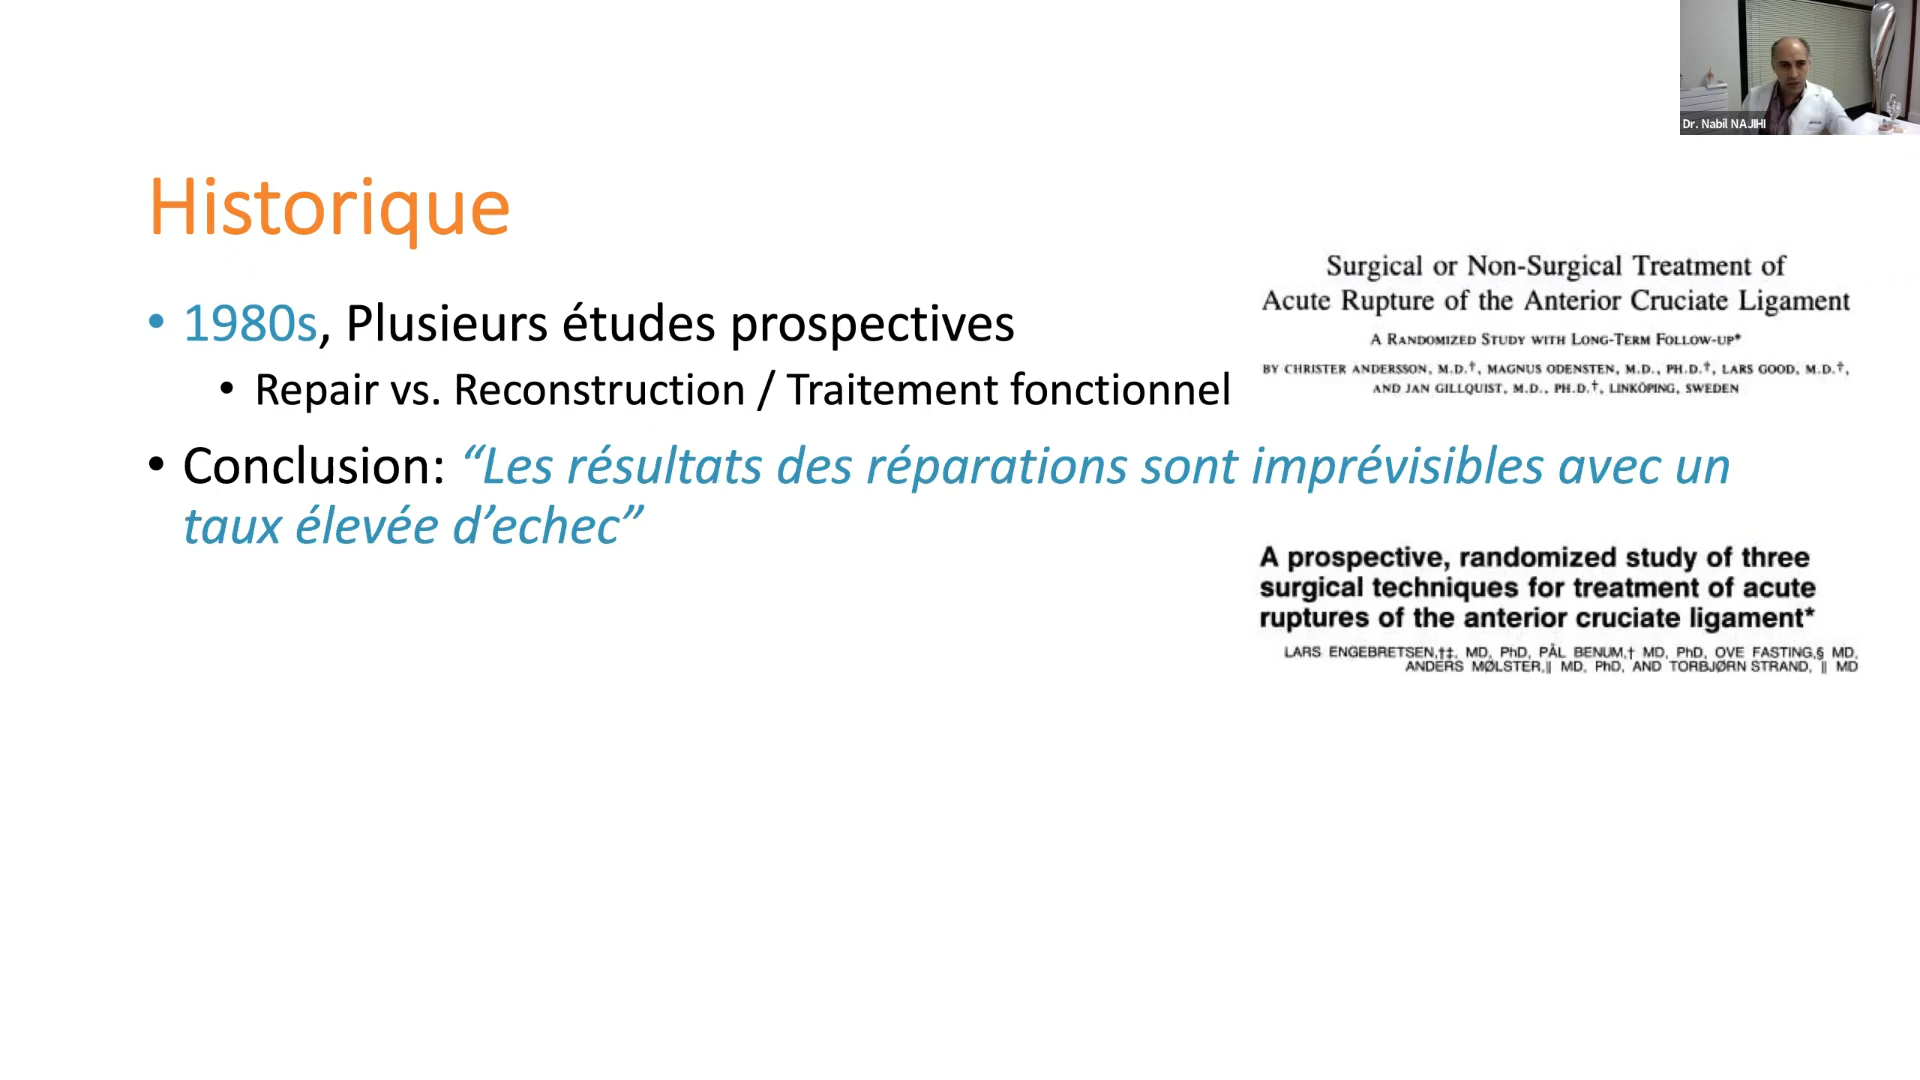 Dr. Nabil NAJIHI
Historique
• 1980s, Plusieurs études prospectives
• Repair vs. Reconstruction / Traitement fonctionnel
• Conclusion: “Les résultats des réparations sont imprévisibles avec un
taux élevée d’echec”
Surgical or Non-Surgical Treatment of
Acute Rupture of the Anterior Cruciate Ligament
A RANDOMIZED STUDY WITH LONG-TERM FOLLOW-UP*
BY CHRISTER ANDERSSON, M.D.†, MAGNUS ODENSTEN, M.D., PH.D.†, LARS GOOD, M.D.†,
AND JAN GILLQUIST, M.D., PH.D.†, LINKÖPING, SWEDEN
A prospective, randomized study of three
surgical techniques for treatment of acute
ruptures of the anterior cruciate ligament*
LARS ENGEBRETSEN,†‡, MD, PhD, PÅL BENUM,† MD, PhD, OVE FASTING,§ MD,
ANDERS MØLSTER,|| MD, PhD, AND TORBJØRN STRAND, || MD